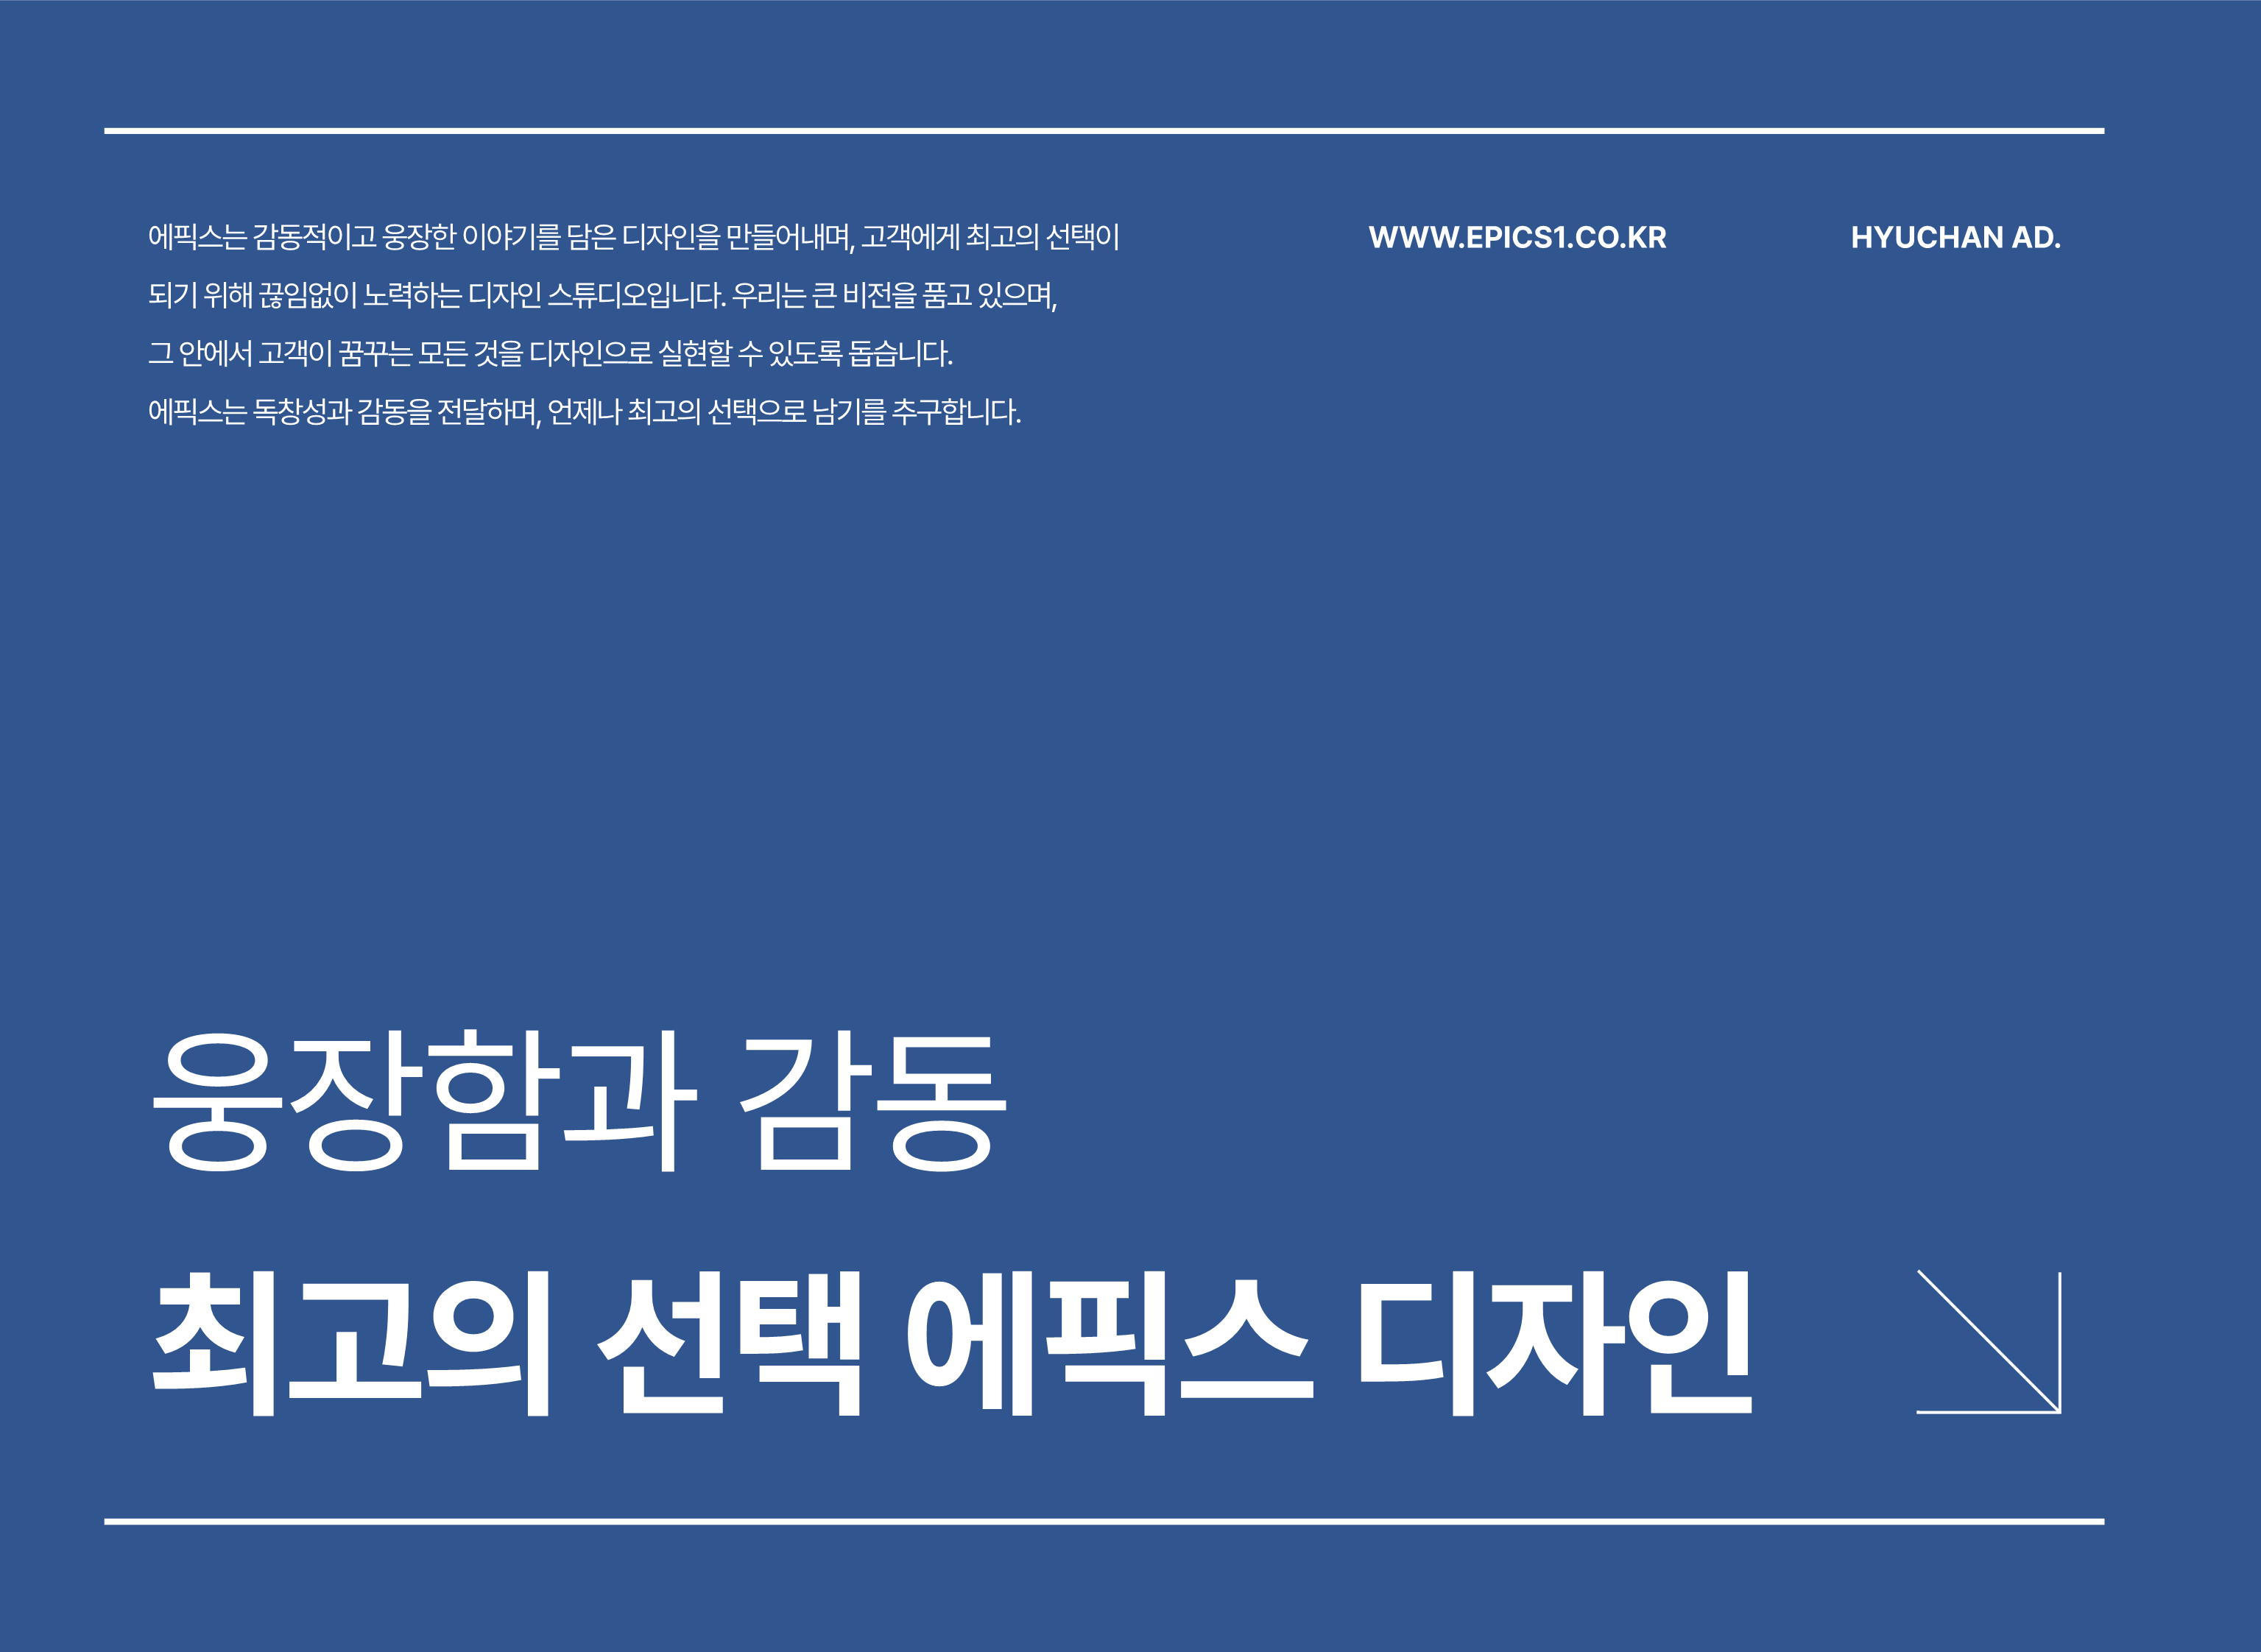 에픽스는 감동적이고 웅장한 이야기를 담은 디자인을 만들어내며, 고객에게 최고의 선택이
되기 위해 끊임없이 노력하는 디자인 스튜디오입니다. 우리는 큰 비전을 품고 있으며,
그 안에서 고객이 꿈꾸는 모든 것을 디자인으로 실현할 수 있도록 돕습니다.
에픽스는 독창성과 감동을 전달하며, 언제나 최고의 선택으로 남기를 추구합니다.
WWW.EPICS1.CO.KR
HYUCHAN AD.
웅장함과 감동
최고의 선택 에픽스 디자인